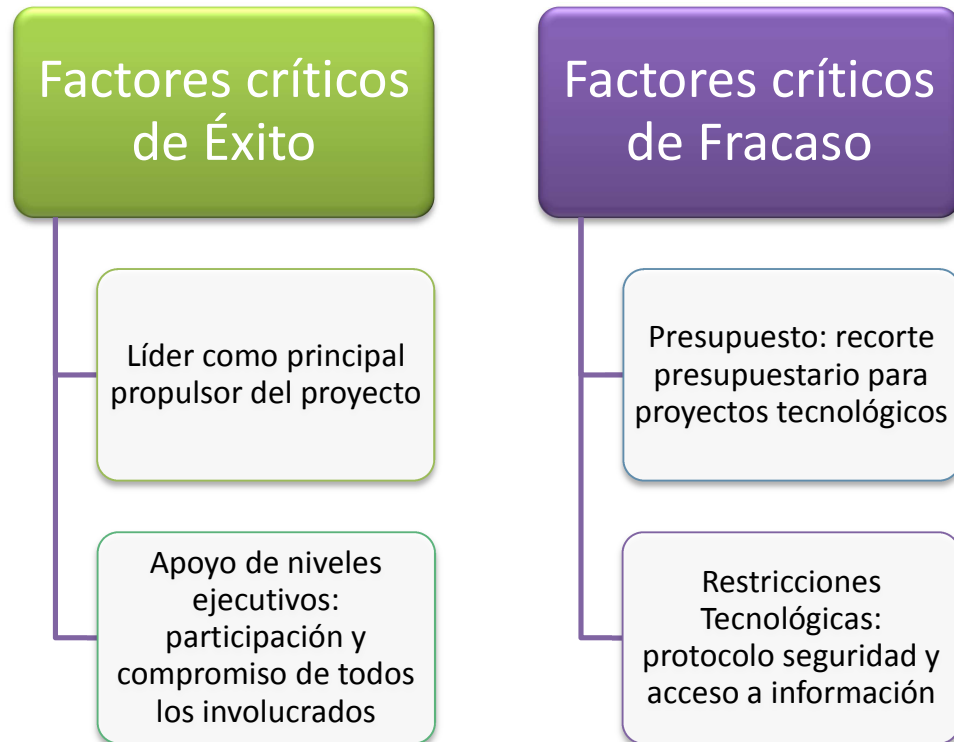 Factores críticos
de Éxito
Líder como principal
propulsor del proyecto
Apoyo de niveles
ejecutivos:
participación y
compromiso de todos
los involucrados
Factores críticos
de Fracaso
Presupuesto: recorte
presupuestario para
proyectos tecnológicos
Restricciones
Tecnológicas:
protocolo seguridad y
acceso a información